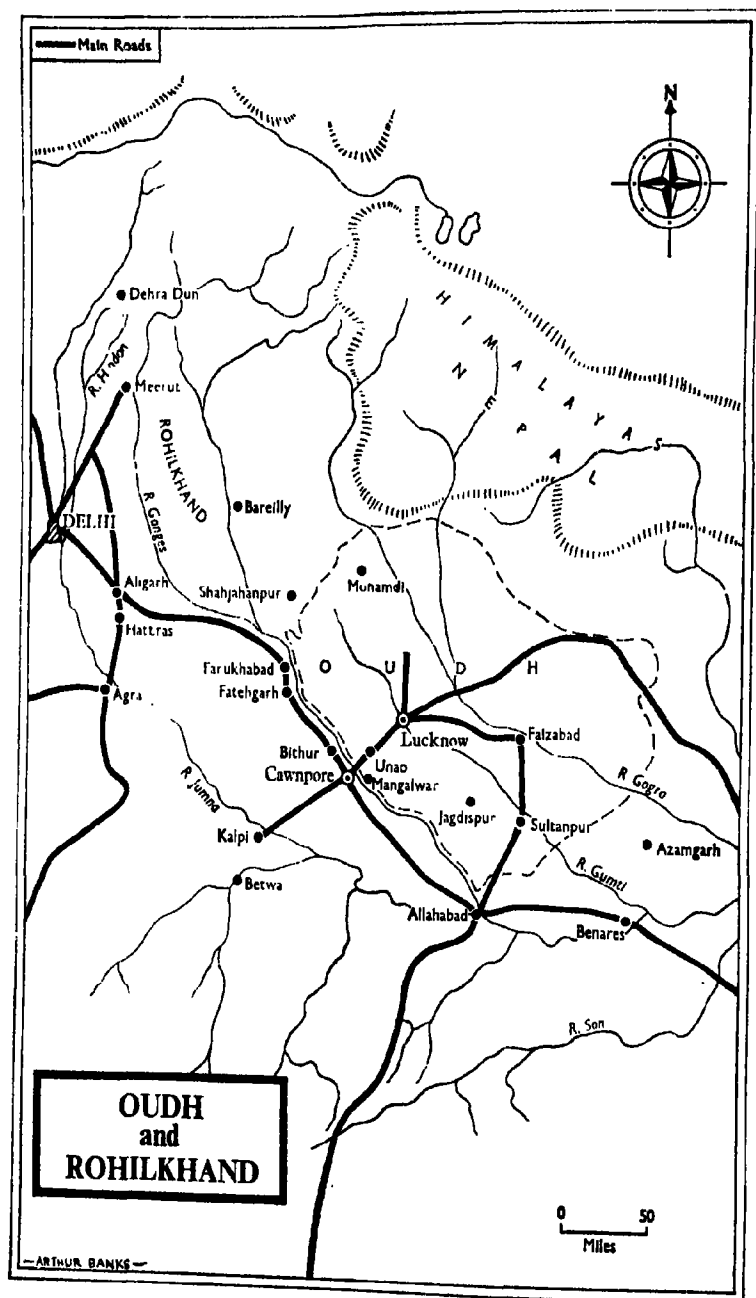 Main Roads
N
Dehra Dun
R. Hindon
Meerut
ROHILKHAND
R. Ganges
HIMALAYAS
NEPAL
DELHI
Bareilly
Aligarh
Hattras
Shahjahanpur
Mohamdi
Agra
Farukhabad
Fatehgarh
OUDH
Lucknow
Faizabad
Bithur
Unao
Cawnpore
Mangalwar
R. Jumna
R. Gogra
Kalpi
Jagdispur
Sultanpur
Azamgarh
R. Gumti
Betwa
Allahabad
Benares
R. Son
OUDH
and
ROHILKHAND
0 50
Miles
—ARTHUR BANKS—